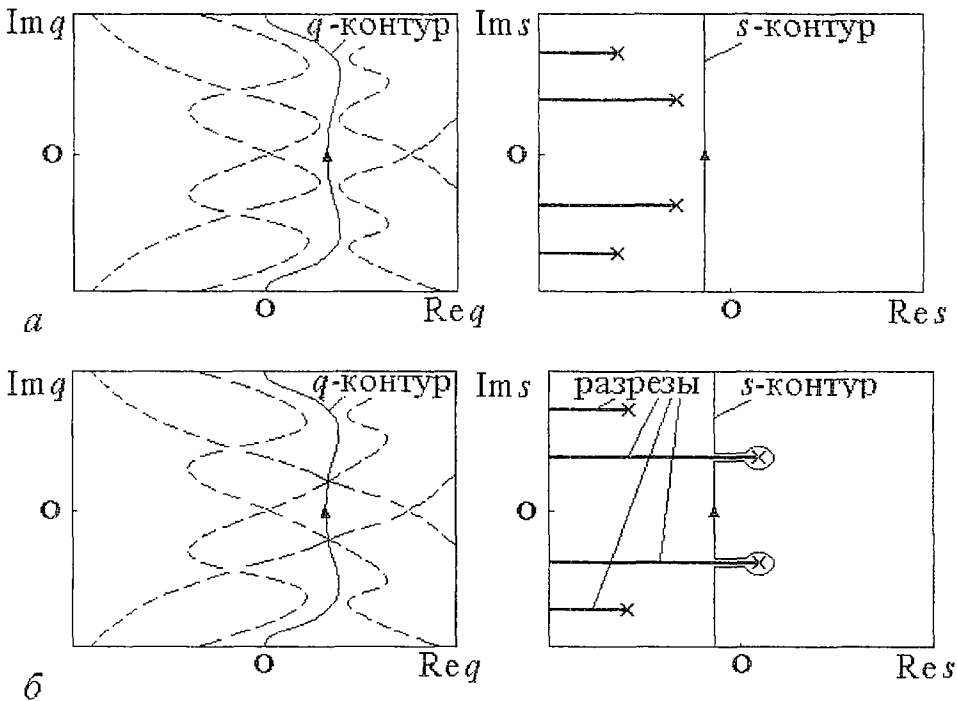 Im q
q-контур
Im s
s-контур
O
O
O
Re q
O
Re s
а
Im q
q-контур
Im s
разрезы
s-контур
O
O
O
Re q
O
Re s
б